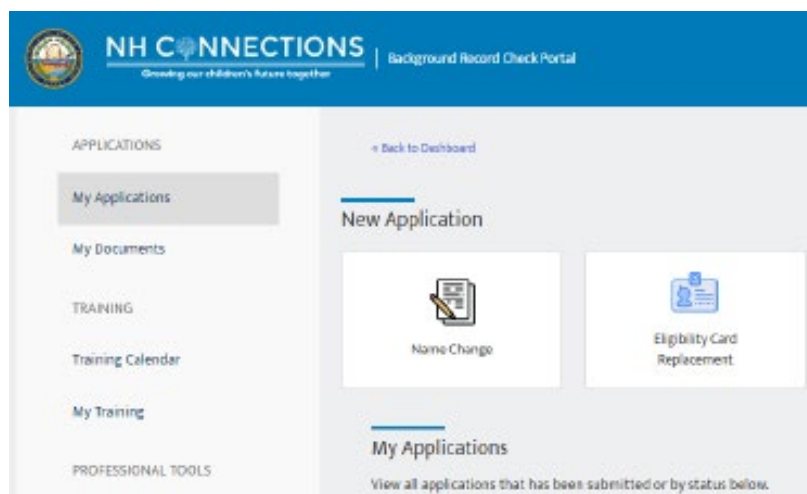 NH CONNECTIONS
Growing our children's future together
Background Record Check Portal
APPLICATIONS
My Applications
My Documents
TRAINING
Training Calendar
My Training
PROFESSIONAL TOOLS
« Back to Dashboard
New Application
Name Change
Eligibility Card
Replacement
My Applications
View all applications that has been submitted or by status below.